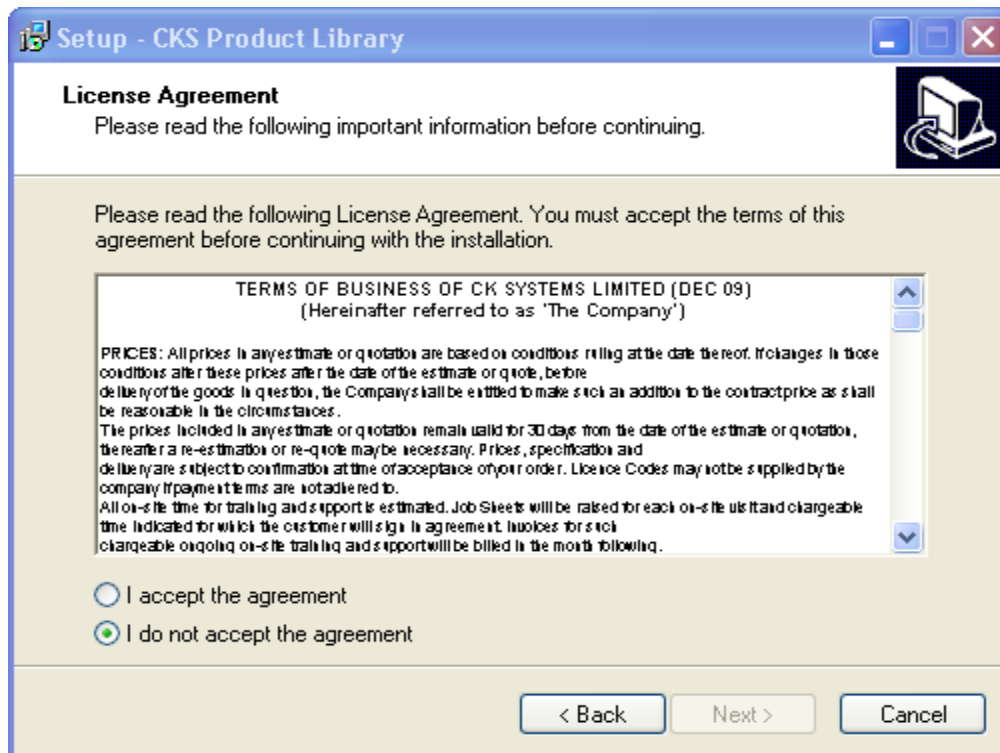 Setup - CKS Product Library
License Agreement
Please read the following important information before continuing.
Please read the following License Agreement. You must accept the terms of this
agreement before continuing with the installation.
TERMS OF BUSINESS OF CK SYSTEMS LIMITED (DEC 09)
(Hereinafter referred to as 'The Company')
PRICES: All prices in any estimate or quotation are based on conditions ruling at the date thereof. If changes in those
conditions alter these prices after the date of the estimate or quote, before
delivery of the goods in question, the Company shall be entitled to make such an addition to the contract price as shall
be reasonable in the circumstances.
The prices included in any estimate or quotation remain valid for 30 days from the date of the estimate or quotation,
thereafter a re-estimation or re-quote may be necessary. Prices, specification and
delivery are subject to confirmation at time of acceptance of your order. Licence Codes may not be supplied by the
company if payment terms are not adhered to.
All on-site time for training and support is estimated. Job Sheets will be raised for each on-site visit and chargeable
time indicated for which the customer will sign in agreement. Invoices for such
chargeable ongoing on-site training and support will be billed in the month following.
I accept the agreement
I do not accept the agreement
< Back
Next >
Cancel